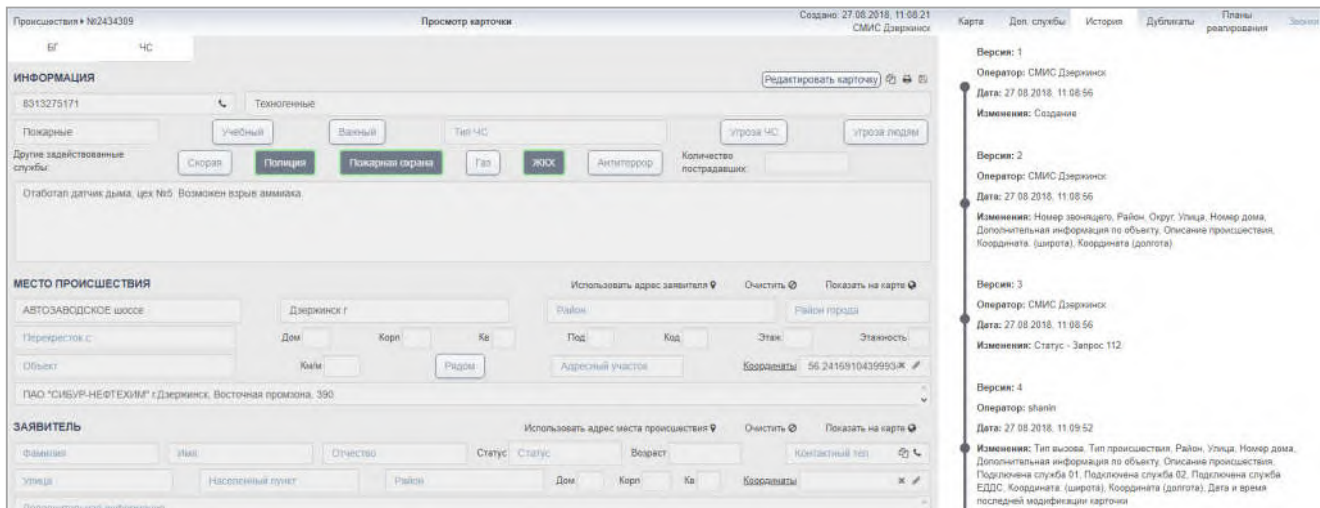 Происшествия ▸ №2434309 Просмотр карточки Создано: 27.08.2018, 11:08:21
СМИС Дзержинск
БГ ЧС
ИНФОРМАЦИЯ Редактировать карточку
8313275171 Техногенные
Пожарные Учебный Важный Тип ЧС Угроза ЧС Угроза людям
Другие задействованные службы: Скорая Полиция Пожарная охрана Газ ЖКХ Антитеррор Количество пострадавших:
Отаботал датчик дыма, цех №5. Возможен взрыв аммиака.
МЕСТО ПРОИСШЕСТВИЯ Использовать адрес заявителя Очистить Показать на карте
АВТОЗАВОДСКОЕ шоссе Дзержинск г Район Район города
Перекресток с: Дом Корп Кв Под Код Этаж Этажность
Объект Км/м Рядом Адресный участок Координаты 56.2416910439993
ПАО "СИБУР-НЕФТЕХИМ" г.Дзержинск, Восточная промзона, 390
ЗАЯВИТЕЛЬ Использовать адрес места происшествия Очистить Показать на карте
Фамилия Имя Отчество Статус Статус Возраст Контактный тел
Улица Населенный пункт Район Дом Корп Кв Координаты
Дополнительная информация
Карта Доп. службы История Дубликаты Планы реагирования Звонки
Версия: 1
Оператор: СМИС Дзержинск
Дата: 27.08.2018, 11:08:56
Изменения: Создание
Версия: 2
Оператор: СМИС Дзержинск
Дата: 27.08.2018, 11:08:56
Изменения: Номер звонящего, Район, Округ, Улица, Номер дома,
Дополнительная информация по объекту, Описание происшествия,
Координата: (широта), Координата (долгота)
Версия: 3
Оператор: СМИС Дзержинск
Дата: 27.08.2018, 11:08:56
Изменения: Статус - Запрос 112
Версия: 4
Оператор: shanin
Дата: 27.08.2018, 11:09:52
Изменения: Тип вызова, Тип происшествия, Район, Улица, Номер дома,
Дополнительная информация по объекту, Описание происшествия,
Подключена служба 01, Подключена служба 02, Подключена служба
ЕДДС, Координата: (широта), Координата (долгота), Дата и время
последней модификации карточки